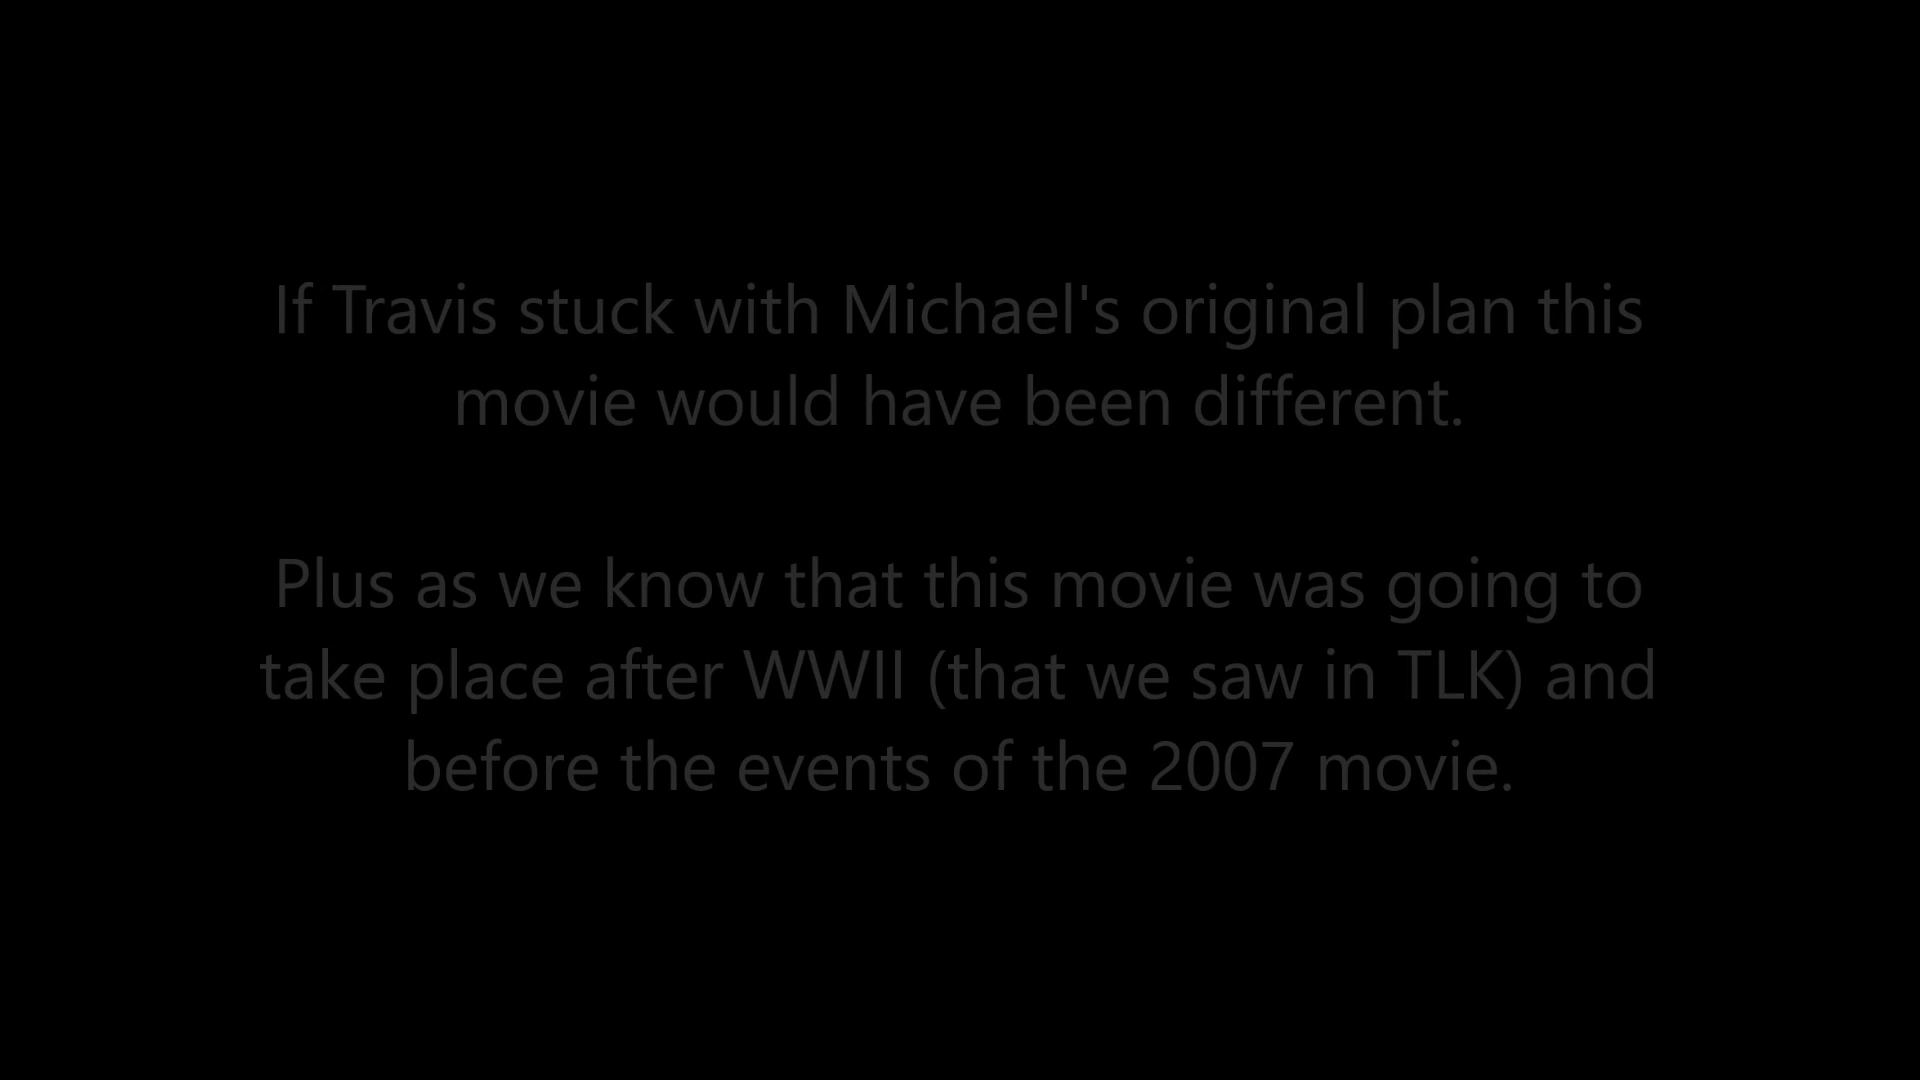 If Travis stuck with Michael's original plan this
movie would have been different.
Plus as we know that this movie was going to
take place after WWII (that we saw in TLK) and
before the events of the 2007 movie.